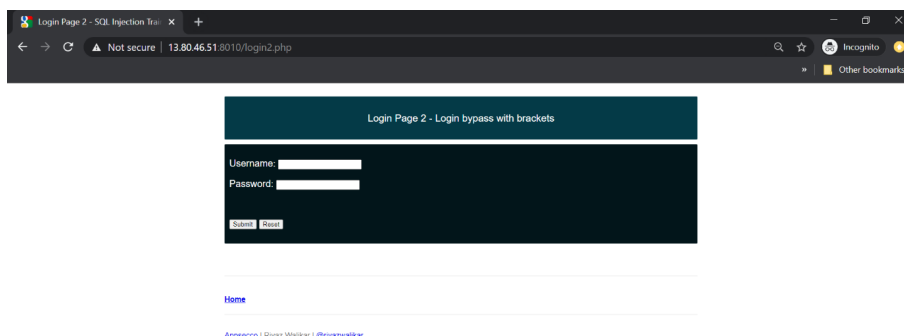 Login Page 2 - SQL Injection Trai
Not secure | 13.80.46.51:8010/login2.php
Incognito
» Other bookmarks
Login Page 2 - Login bypass with brackets
Username:
Password:
Submit Reset
Home
Appsecco | Riyaz Walikar | @riyazwalikar